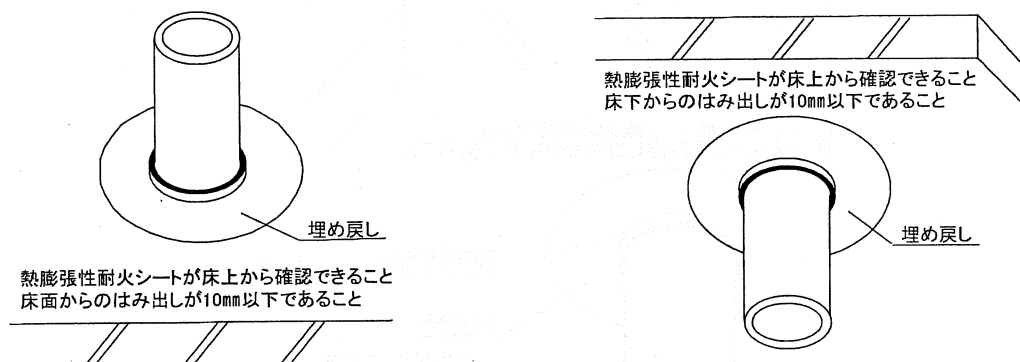 埋め戻し
熱膨張性耐火シートが床上から確認できること
床面からのはみ出しが10mm以下であること
熱膨張性耐火シートが床上から確認できること
床下からのはみ出しが10mm以下であること
埋め戻し